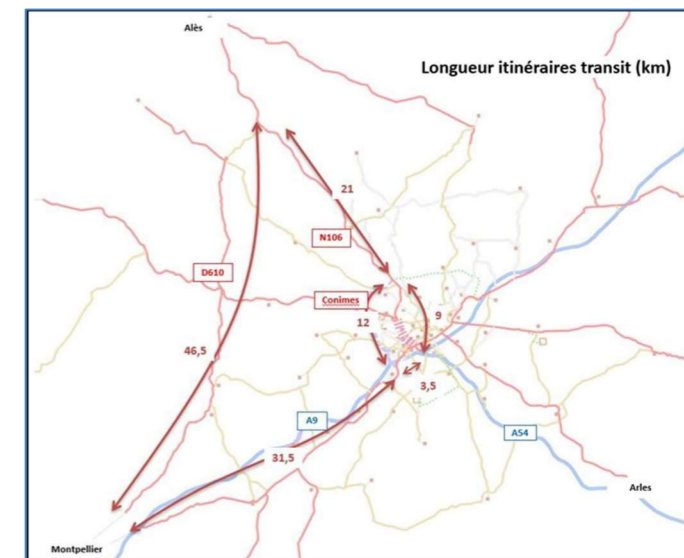 Alès
Longueur itinéraires transit (km)
21
N106
D610
Conimes
9
12
46,5
3,5
A9
A54
31,5
Arles
Montpellier